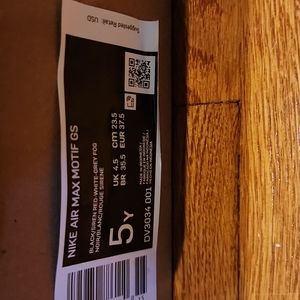 Suggested Retail: USD
NIKE AIR MAX MOTIF GS
BLACK/SIREN RED-WHITE-GREY FOG
NOIR/BLANC/ROUGE SIRENE
UK 4.5 cm 23.5
BR 35.5 EUR 37.5
5Y
DV3034 001